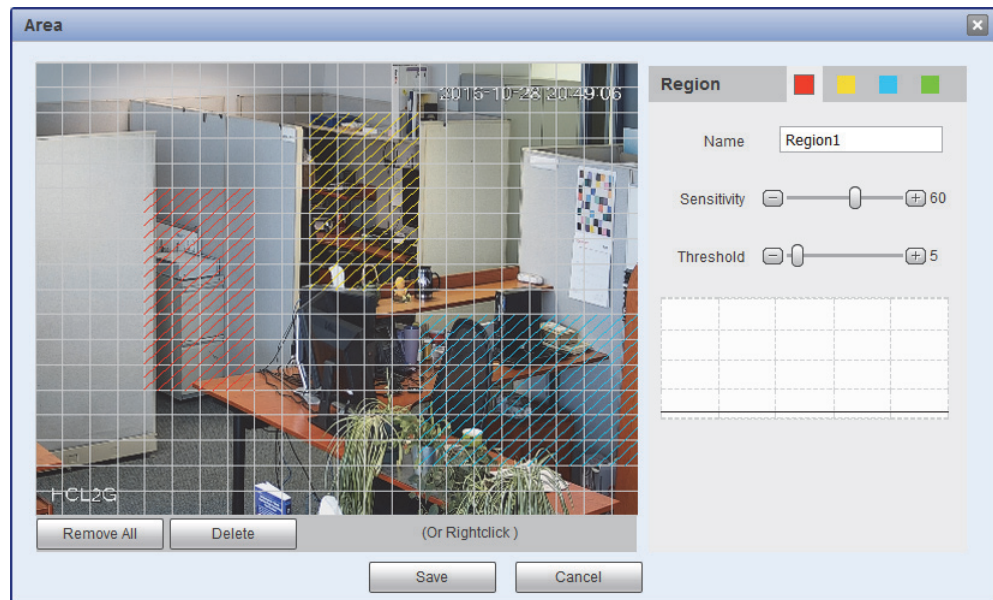 Area
2015-10-28 20:49:06
Region
Name Region1
Sensitivity 60
Threshold 5
HCL2G
Remove All Delete (Or Rightclick )
Save Cancel